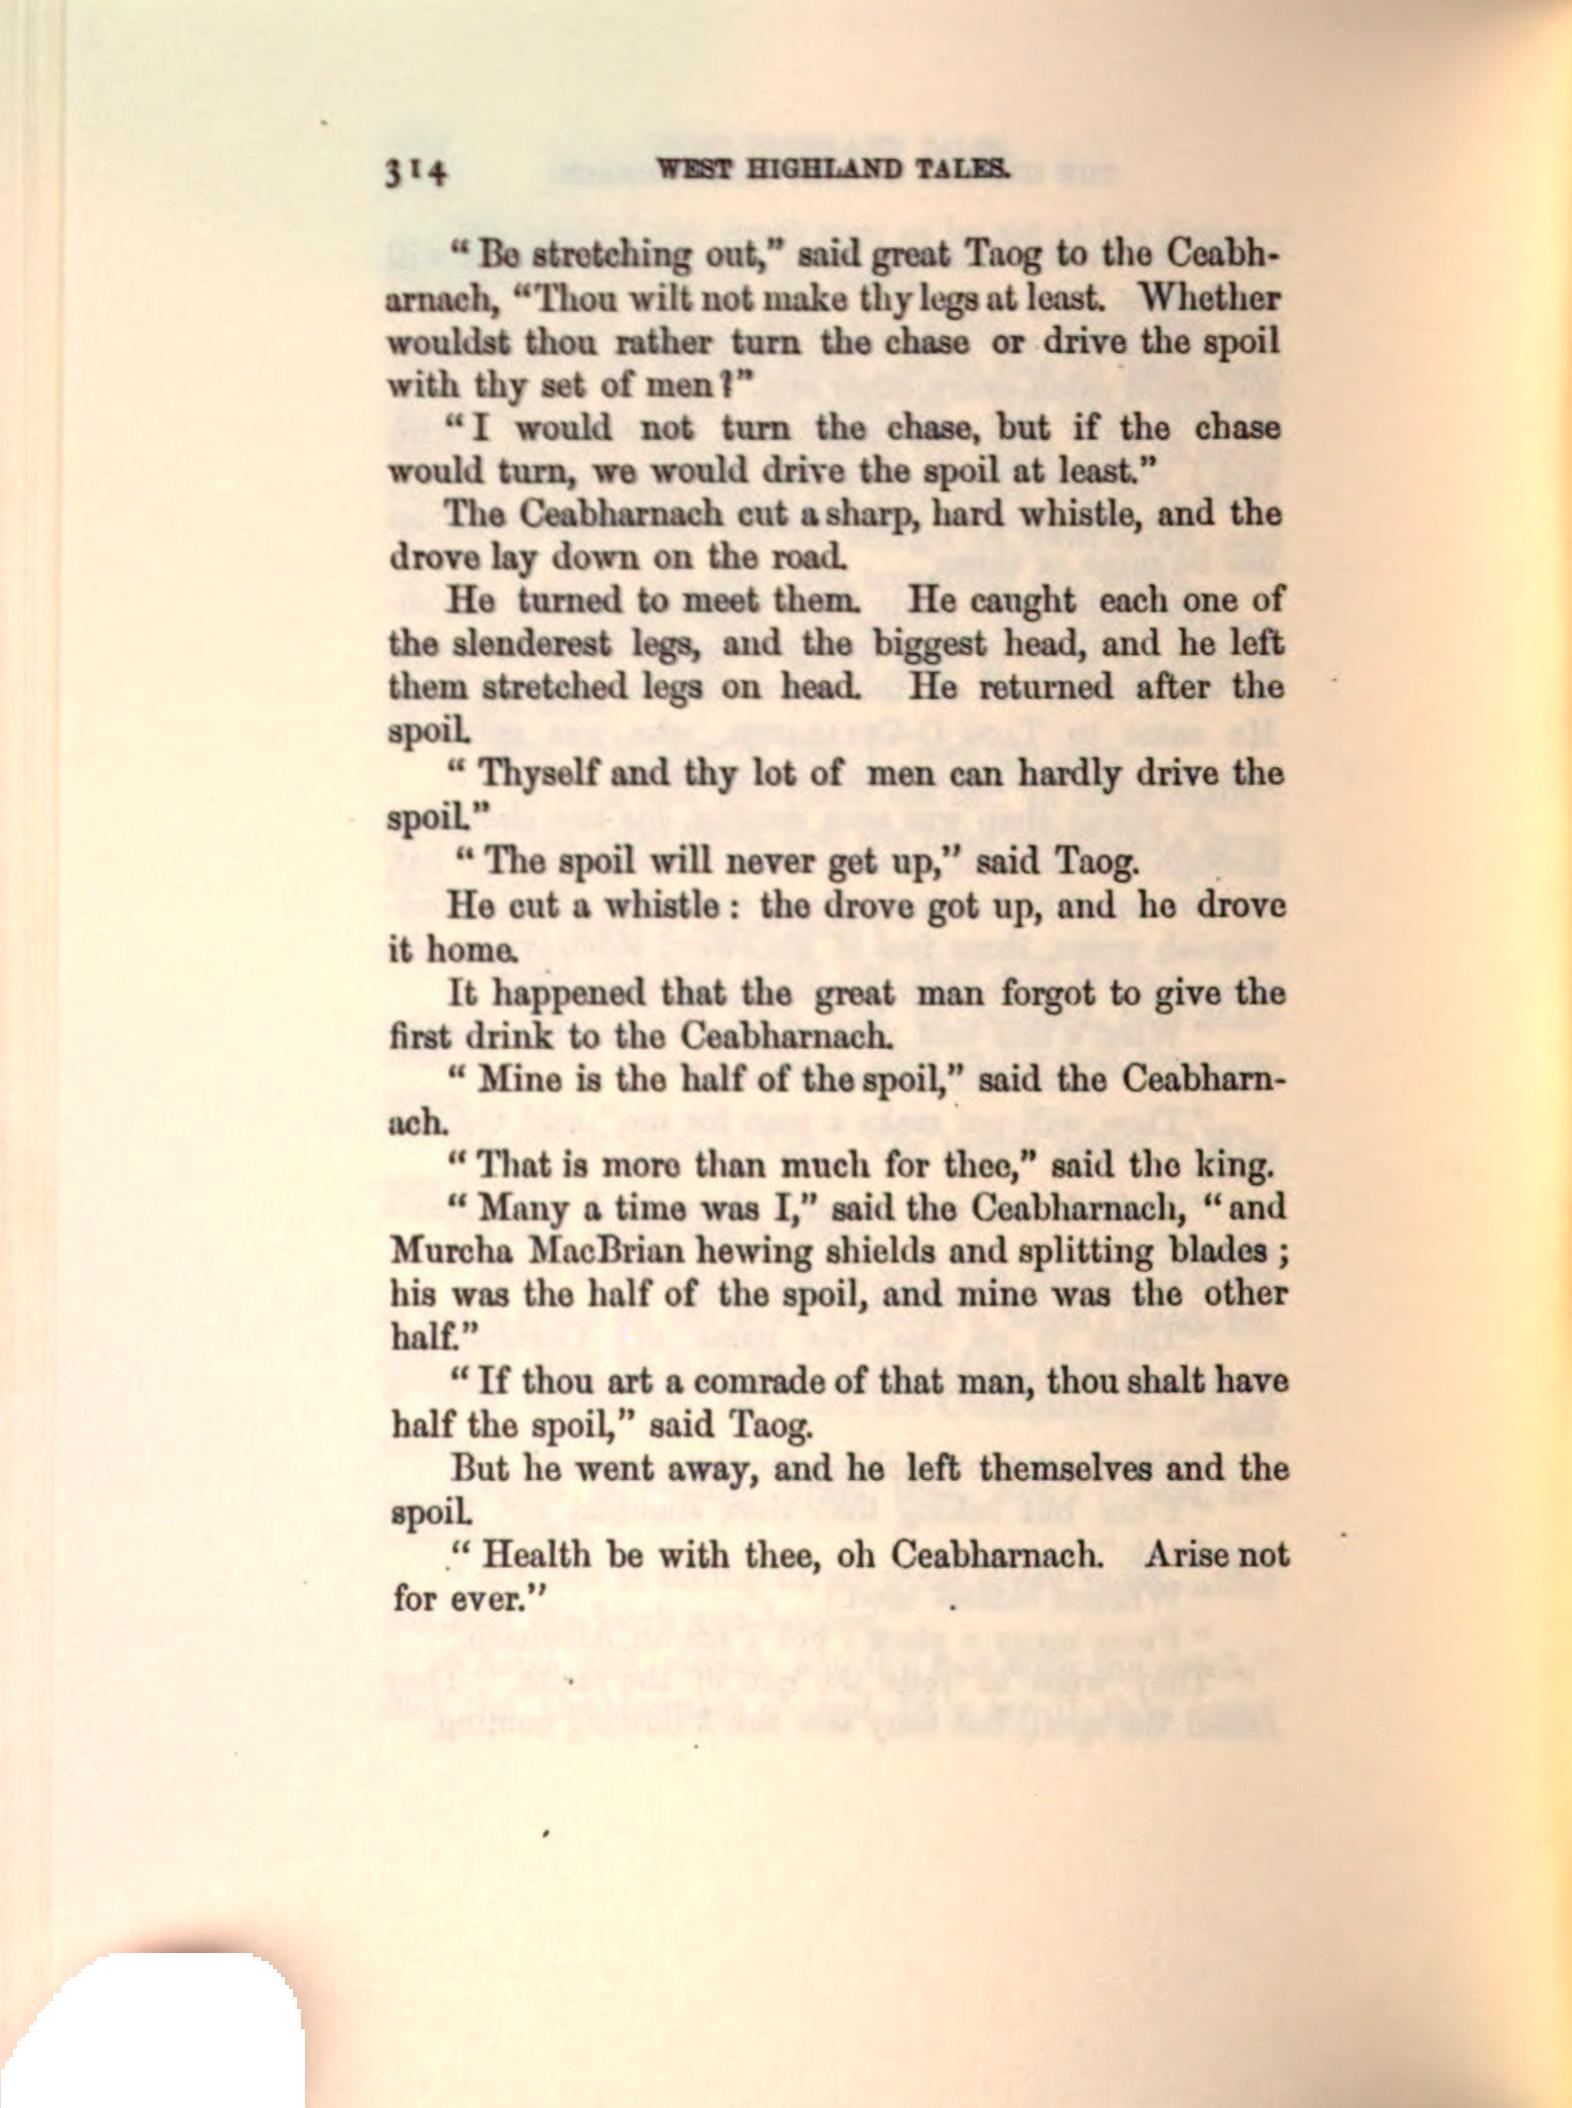 314 WEST HIGHLAND TALES.
“Be stretching out,” said great Taog to the Ceabh-
arnach, “Thou wilt not make thy legs at least. Whether
wouldst thou rather turn the chase or drive the spoil
with thy set of men?”
“I would not turn the chase, but if the chase
would turn, we would drive the spoil at least.”
The Ceabharnach cut a sharp, hard whistle, and the
drove lay down on the road.
He turned to meet them. He caught each one of
the slenderest legs, and the biggest head, and he left
them stretched legs on head. He returned after the
spoil.
“Thyself and thy lot of men can hardly drive the
spoil.”
“The spoil will never get up,” said Taog.
He cut a whistle: the drove got up, and he drove
it home.
It happened that the great man forgot to give the
first drink to the Ceabharnach.
“Mine is the half of the spoil,” said the Ceabharn-
ach.
“That is more than much for thee,” said the king.
“Many a time was I,” said the Ceabharnach, “and
Murcha MacBrian hewing shields and splitting blades;
his was the half of the spoil, and mine was the other
half.”
“If thou art a comrade of that man, thou shalt have
half the spoil,” said Taog.
But he went away, and he left themselves and the
spoil.
“Health be with thee, oh Ceabharnach. Arise not
for ever.”